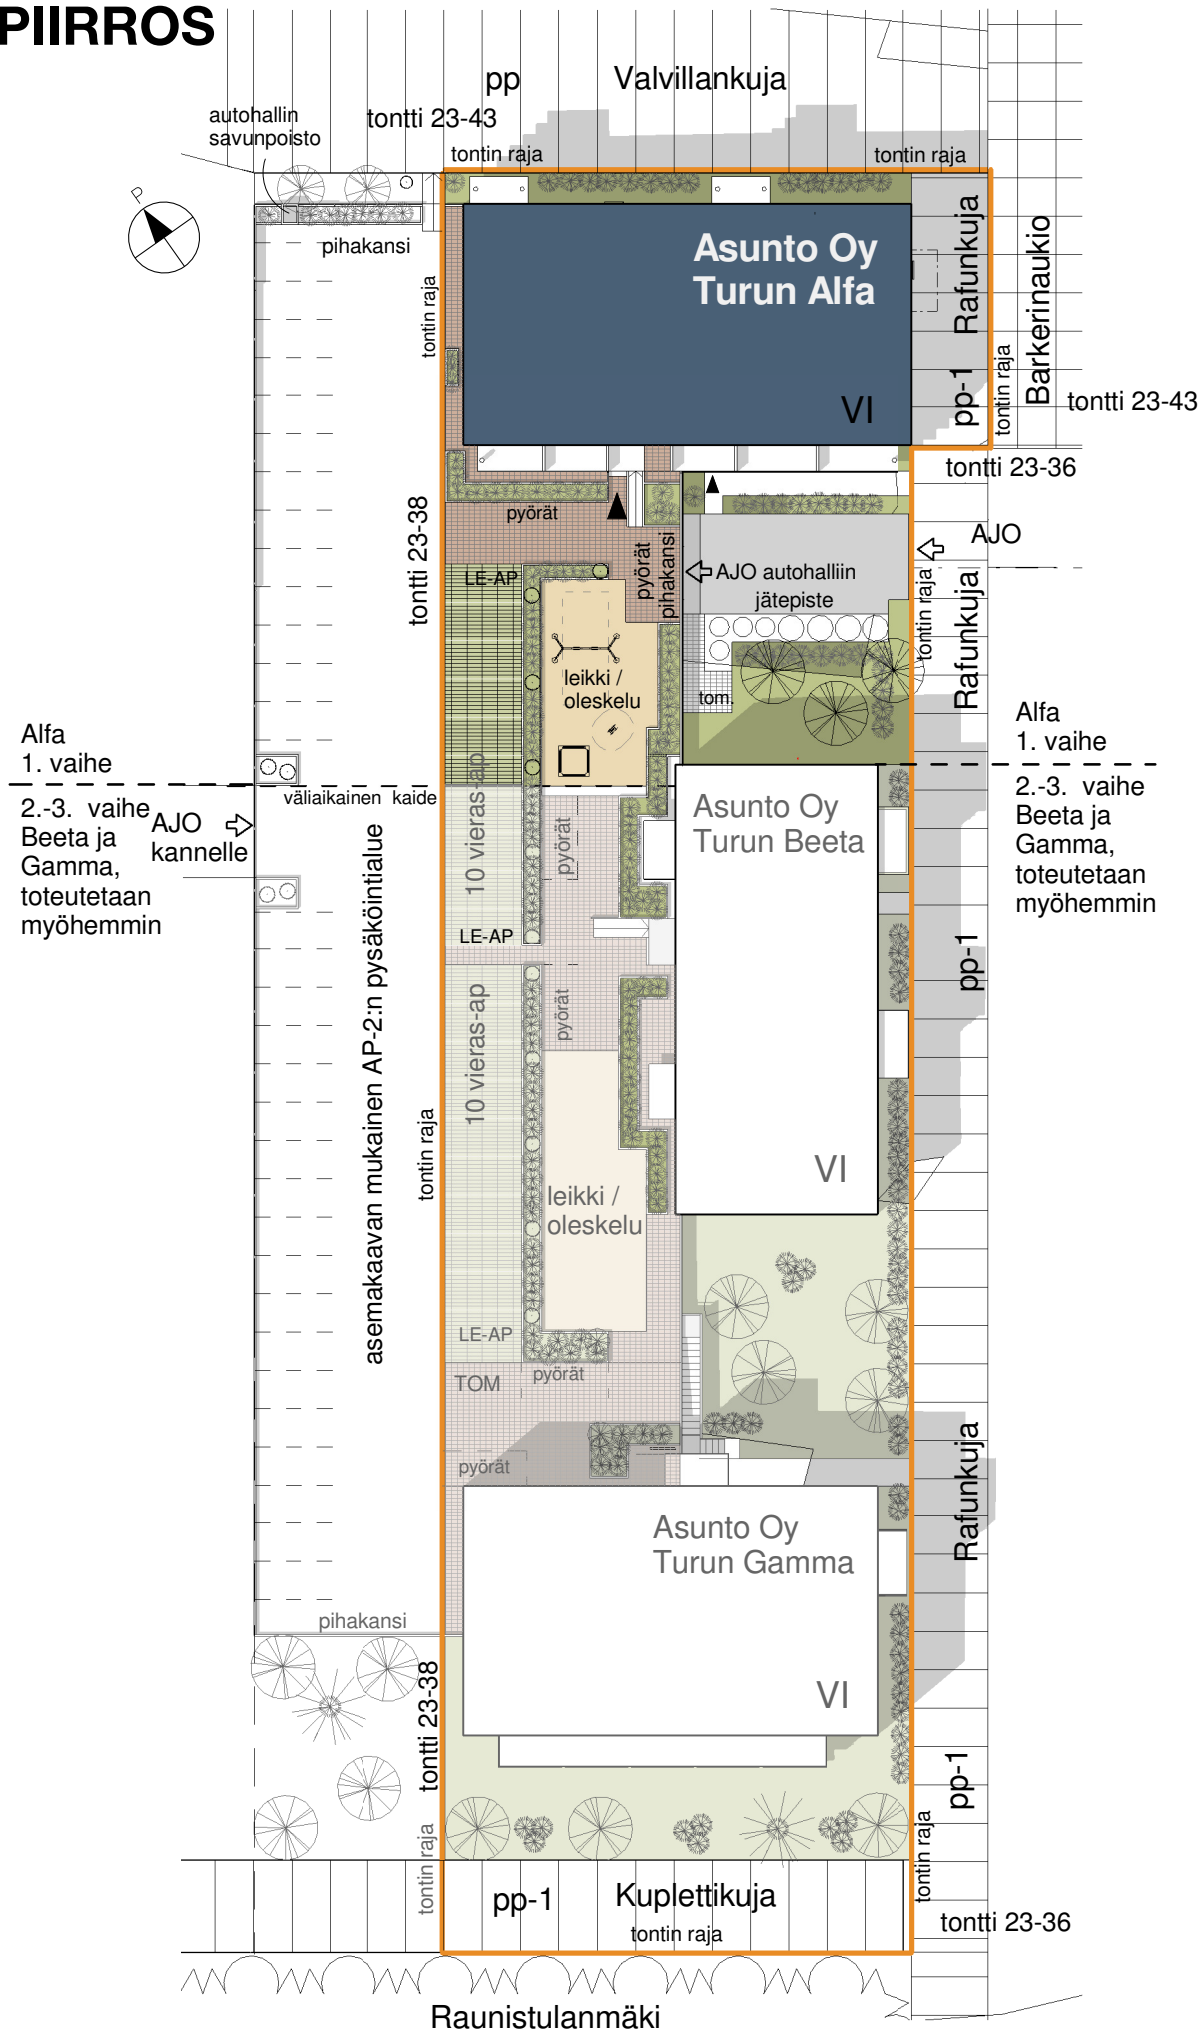 PIIRROS
pp
Valvillankuja
autohallin
savunpoisto
tontti 23-43
tontin raja
tontin raja
P
pihakansi
tontin raja
Asunto Oy
Turun Alfa
VI
Rafunkuja
pp-1
tontin raja
Barkerinaukio
tontti 23-43
tontti 23-36
tontti 23-38
pyörät
pyörät
pihakansi
AJO
AJO autohalliin
jätepiste
LE-AP
leikki /
oleskelu
tom.
tontin raja
Rafunkuja
Alfa
1. vaihe
Alfa
1. vaihe
väliaikainen kaide
2.-3. vaihe
Beeta ja
Gamma,
toteutetaan
myöhemmin
AJO
kannelle
2.-3. vaihe
Beeta ja
Gamma,
toteutetaan
myöhemmin
10 vieras-ap
pyörät
Asunto Oy
Turun Beeta
LE-AP
pp-1
asemakaavan mukainen AP-2:n pysäköintialue
10 vieras-ap
pyörät
tontin raja
VI
leikki /
oleskelu
LE-AP
TOM
pyörät
pyörät
Rafunkuja
Asunto Oy
Turun Gamma
VI
pihakansi
tontti 23-38
pp-1
tontin raja
tontin raja
pp-1
Kuplettikuja
tontin raja
tontti 23-36
Raunistulanmäki